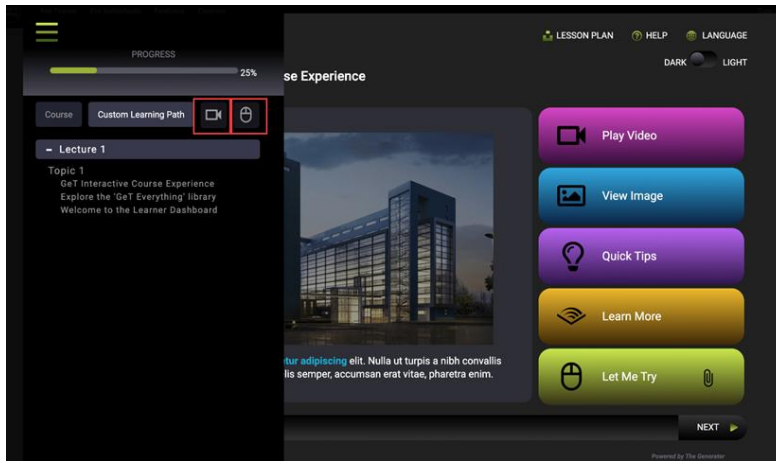 LESSON PLAN
HELP
LANGUAGE
DARK
LIGHT
PROGRESS
25%
se Experience
Course
Custom Learning Path
– Lecture 1
Topic 1
GeT Interactive Course Experience
Explore the 'GeT Everything' library
Welcome to the Learner Dashboard
tur adipiscing elit. Nulla ut turpis a nibh convallis
lis semper, accumsan erat vitae, pharetra enim.
Play Video
View Image
Quick Tips
Learn More
Let Me Try
NEXT
Powered by The Generator